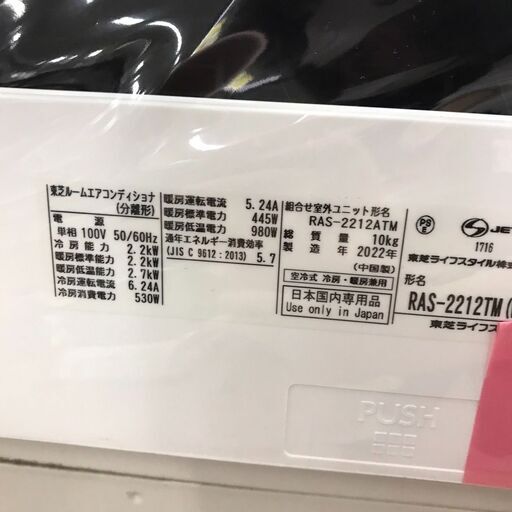 東芝ルームエアコンディショナ
(分離形)
電源
単相 100V 50/60Hz
冷房能力 2.2kW
暖房標準能力 2.2kW
暖房低温能力 2.7kW
冷房運転電流 6.24A
冷房消費電力 530W
暖房運転電流 5.24A
暖房標準電力 445W
暖房低温電力 980W
通年エネルギー消費効率
(JIS C 9612:2013) 5.7
組合せ室外ユニット形名
RAS-2212ATM
総質量 10kg
製造年 2022年
(中国製)
空冷式 冷房・暖房兼用
日本国内専用品
Use only in Japan
PS
E
JE
1716
東芝ライフスタイル株式
形名
RAS-2212TM(
東芝ライフス
PUSH